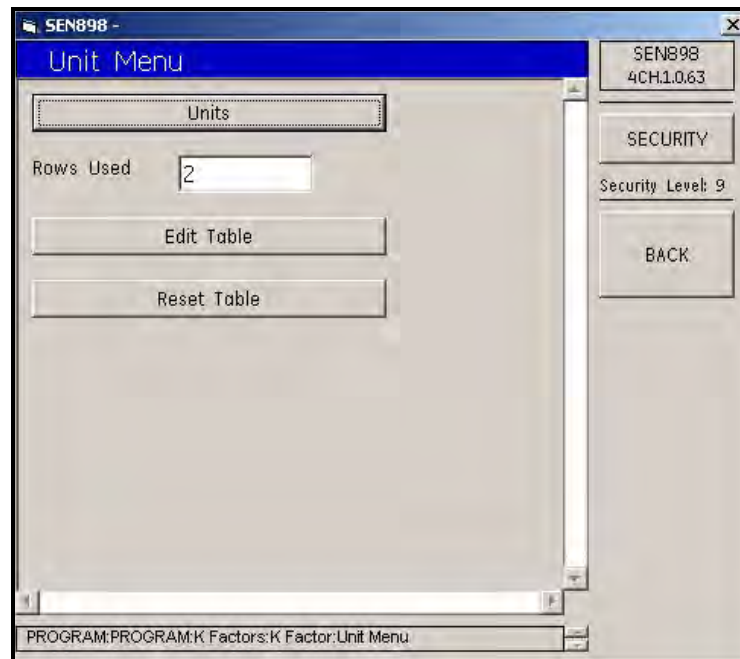 SEN898 -
Unit Menu
Units
Rows Used 2
Edit Table
Reset Table
SEN898
4CH.1.0.63
SECURITY
Security Level: 9
BACK
PROGRAM:PROGRAM:K Factors:K Factor:Unit Menu